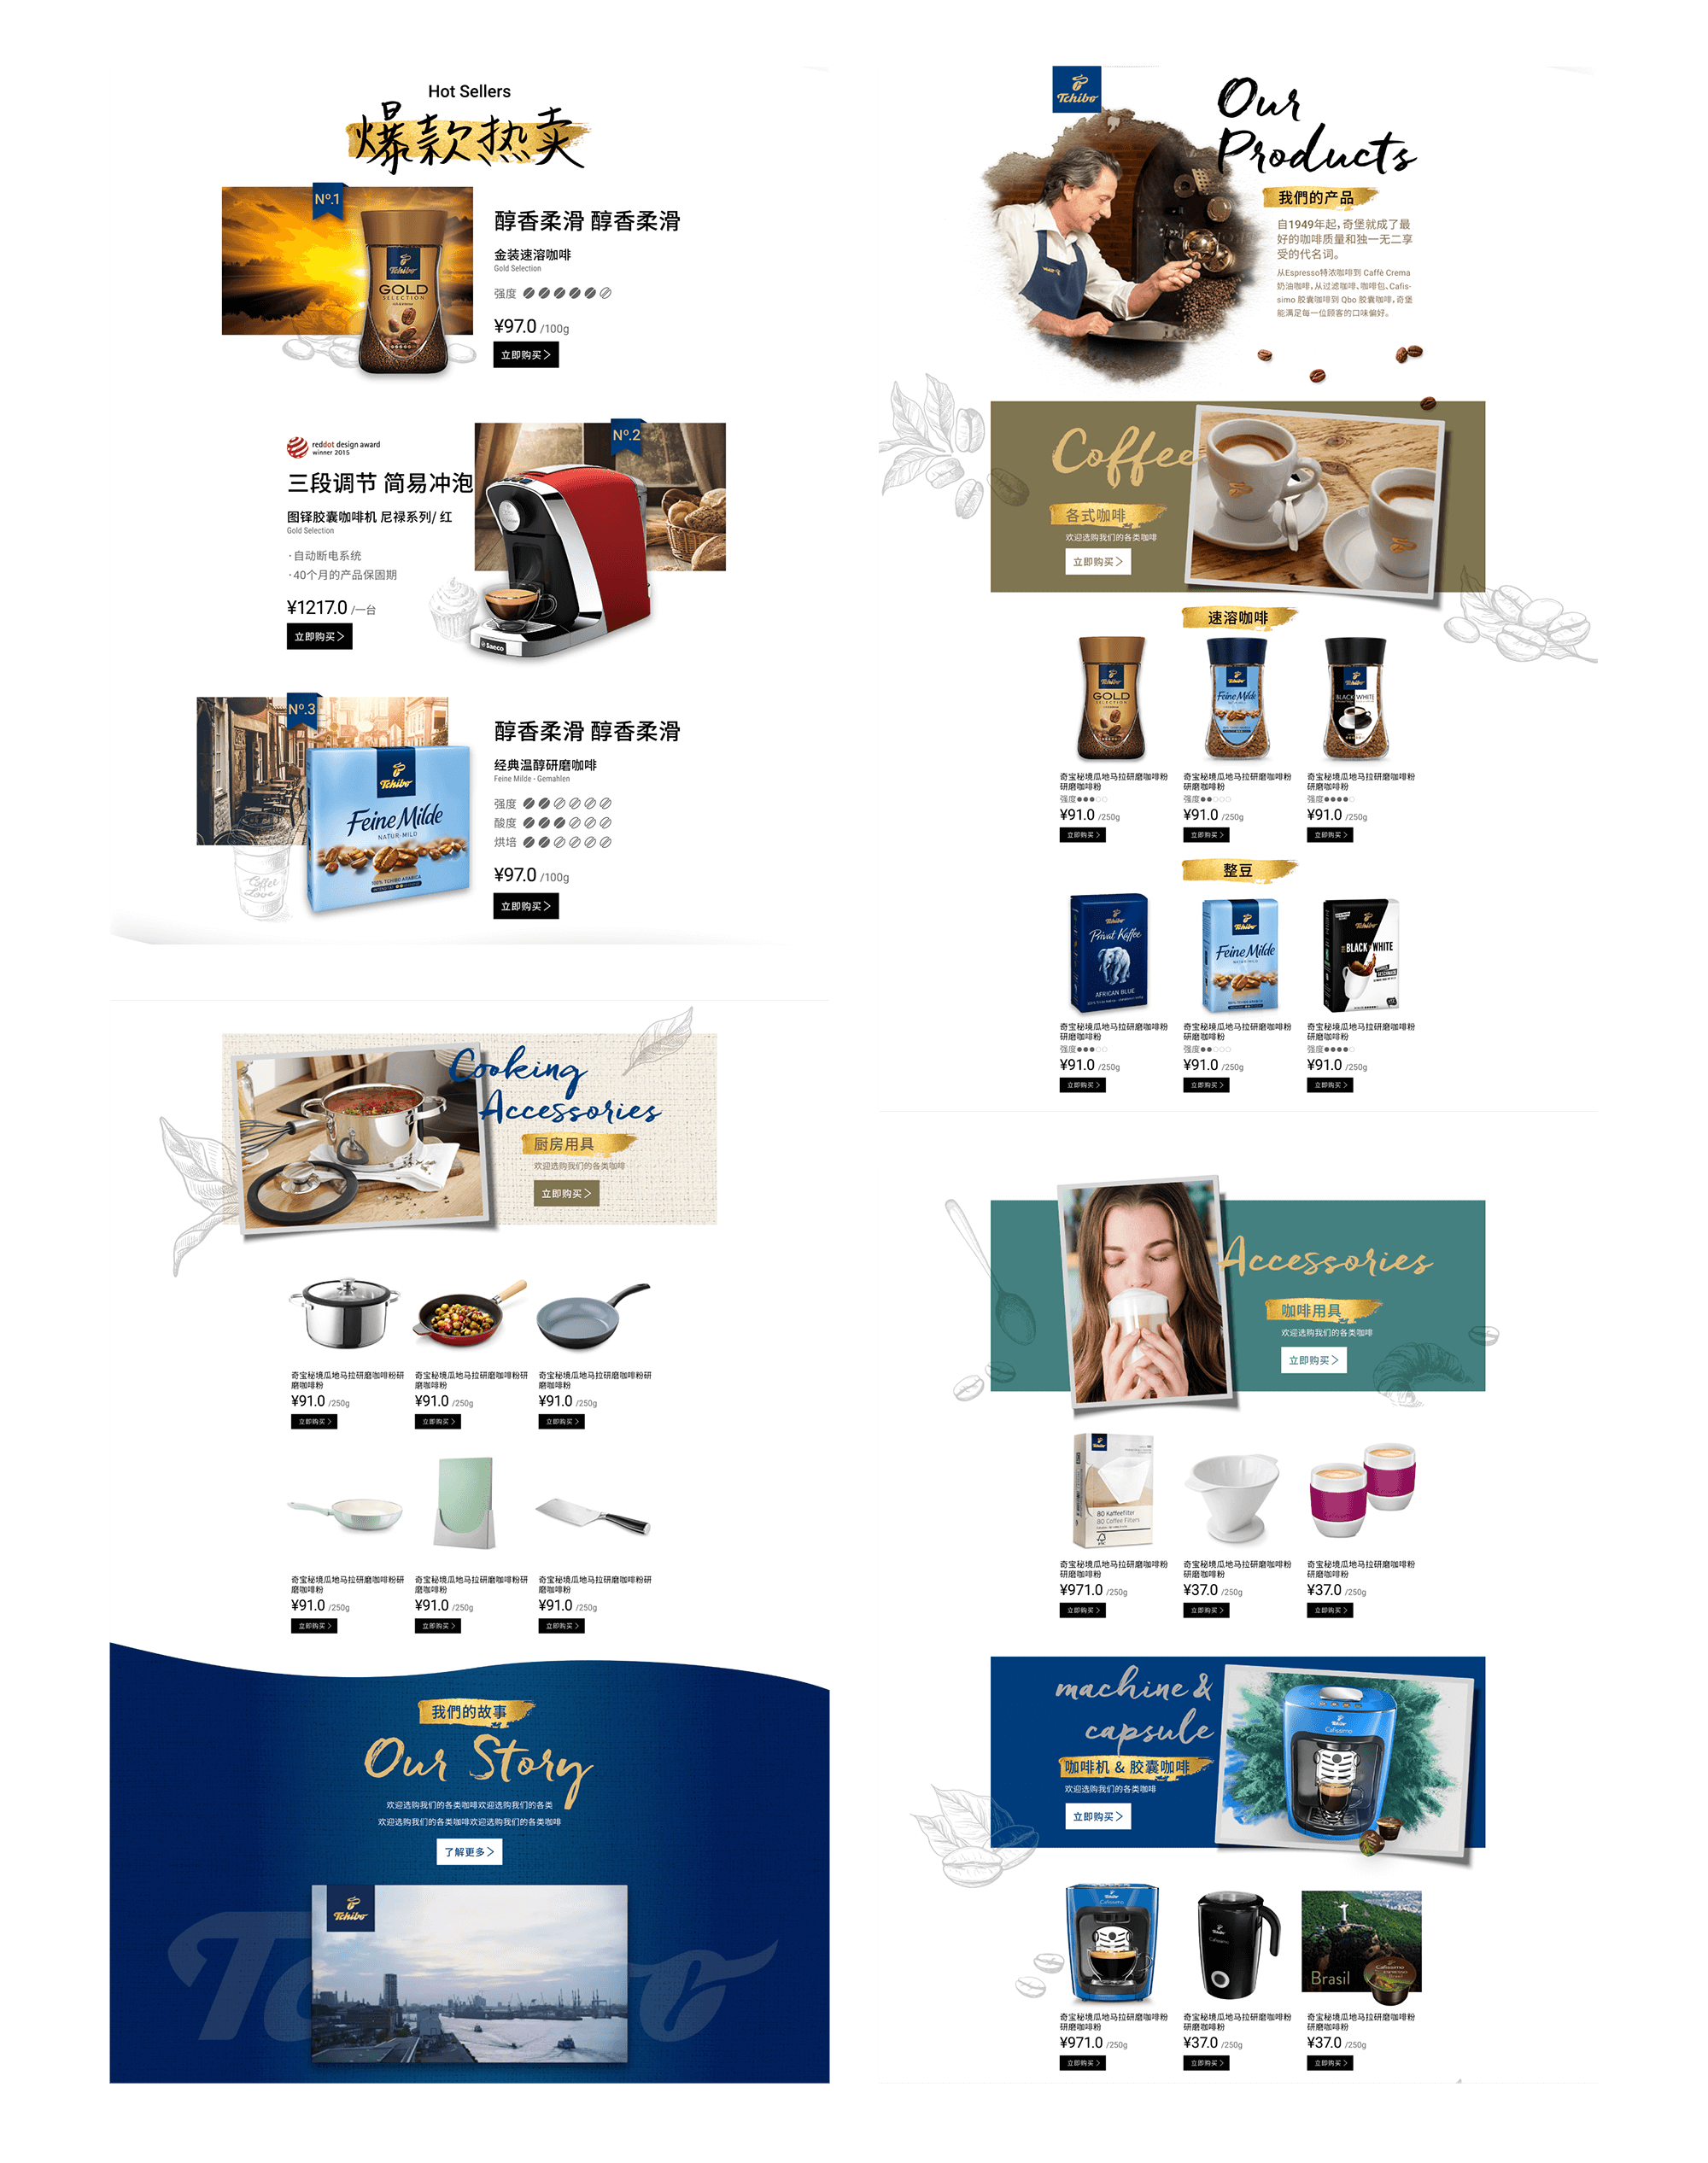 Hot Sellers
爆款热卖
Nº.1
Tchibo
GOLD
SELECTION
醇香柔滑 醇香柔滑
金装速溶咖啡
Gold Selection
强度
¥97.0 /100g
立即购买
reddot design award
winner 2015
三段调节 简易冲泡
图铎胶囊咖啡机 尼禄系列/ 红
Gold Selection
·自动断电系统
·40个月的产品保固期
¥1217.0 /一台
立即购买
Nº.2
Saeco
Nº.3
Tchibo
Feine Milde
NATUR-MILD
100% TCHIBO ARABICA
Coffee
Love
醇香柔滑 醇香柔滑
经典温醇研磨咖啡
Feine Milde - Gemahlen
强度
酸度
烘培
¥97.0 /100g
立即购买
Cooking
Accessories
厨房用具
欢迎选购我们的各类咖啡
立即购买
奇宝秘境瓜地马拉研磨咖啡粉研 奇宝秘境瓜地马拉研磨咖啡粉研 奇宝秘境瓜地马拉研磨咖啡粉研
磨咖啡粉 磨咖啡粉 磨咖啡粉
¥91.0 /250g ¥91.0 /250g ¥91.0 /250g
立即购买 立即购买 立即购买
奇宝秘境瓜地马拉研磨咖啡粉研 奇宝秘境瓜地马拉研磨咖啡粉研 奇宝秘境瓜地马拉研磨咖啡粉研
磨咖啡粉 磨咖啡粉 磨咖啡粉
¥91.0 /250g ¥91.0 /250g ¥91.0 /250g
立即购买 立即购买 立即购买
我們的故事
Our Story
欢迎选购我们的各类咖啡欢迎选购我们的各类
欢迎选购我们的各类咖啡欢迎选购我们的各类咖啡
了解更多
Tchibo
Tchibo
Our
Products
我們的产品
自1949年起，奇堡就成了最
好的咖啡质量和独一无二享
受的代名词。
从Espresso特浓咖啡到 Caffè Crema
奶油咖啡，从过滤咖啡、咖啡包、Cafis-
simo 胶囊咖啡到 Qbo 胶囊咖啡，奇堡
能满足每一位顾客的口味偏好。
Coffee
各式咖啡
欢迎选购我们的各类咖啡
立即购买
速溶咖啡
Tchibo Tchibo Tchibo
GOLD Feine Milde BLACK WHITE
SELECTION
奇宝秘境瓜地马拉研磨咖啡粉 奇宝秘境瓜地马拉研磨咖啡粉 奇宝秘境瓜地马拉研磨咖啡粉
研磨咖啡粉 研磨咖啡粉 研磨咖啡粉
强度 强度 强度
¥91.0 /250g ¥91.0 /250g ¥91.0 /250g
立即购买 立即购买 立即购买
整豆
Tchibo Tchibo Tchibo
Privat Kaffee Feine Milde BLACK WHITE
AFRICAN BLUE
奇宝秘境瓜地马拉研磨咖啡粉 奇宝秘境瓜地马拉研磨咖啡粉 奇宝秘境瓜地马拉研磨咖啡粉
研磨咖啡粉 研磨咖啡粉 研磨咖啡粉
强度 强度 强度
¥91.0 /250g ¥91.0 /250g ¥91.0 /250g
立即购买 立即购买 立即购买
Accessories
咖啡用具
欢迎选购我们的各类咖啡
立即购买
Tchibo
80 Kaffeefilter
80 Coffee Filters
奇宝秘境瓜地马拉研磨咖啡粉 奇宝秘境瓜地马拉研磨咖啡粉 奇宝秘境瓜地马拉研磨咖啡粉
研磨咖啡粉 研磨咖啡粉 研磨咖啡粉
¥971.0 /250g ¥37.0 /250g ¥37.0 /250g
立即购买 立即购买 立即购买
machine &
capsule
咖啡机 & 胶囊咖啡
欢迎选购我们的各类咖啡
立即购买
Tchibo
Cafissimo
Tchibo
Cafissimo
Cafissimo
Brasil
奇宝秘境瓜地马拉研磨咖啡粉 奇宝秘境瓜地马拉研磨咖啡粉 奇宝秘境瓜地马拉研磨咖啡粉
研磨咖啡粉 研磨咖啡粉 研磨咖啡粉
¥971.0 /250g ¥37.0 /250g ¥37.0 /250g
立即购买 立即购买 立即购买